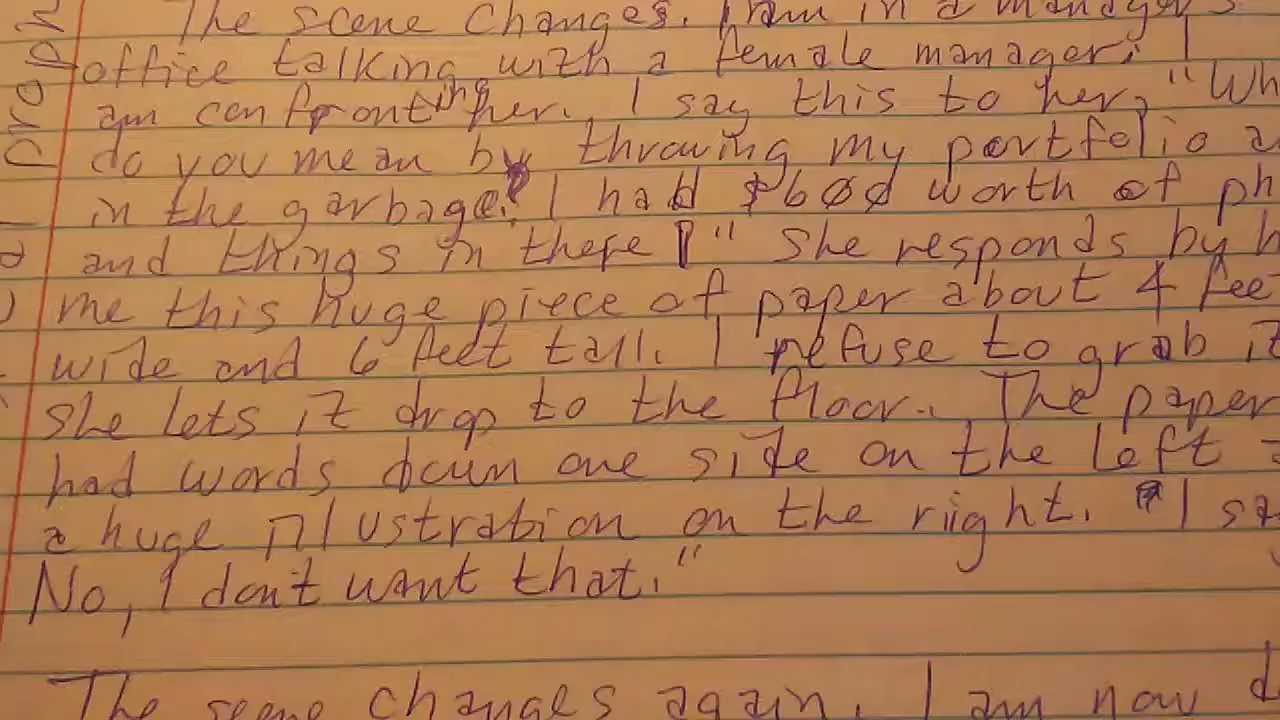 The scene changes. I am in a manager's
office talking with a female manager. I
am confronting her. I say this to her, "Wh
do you mean by throwing my portfolio a
in the garbage? I had $600 worth of ph
and things in there!" She responds by h
me this huge piece of paper about 4 feet
wide and 6 feet tall. I refuse to grab it
she lets it drop to the floor. The paper
had words down one side on the left a
a huge illustration on the right. "I sa
No, I don't want that."
The scene changes again. I am now d